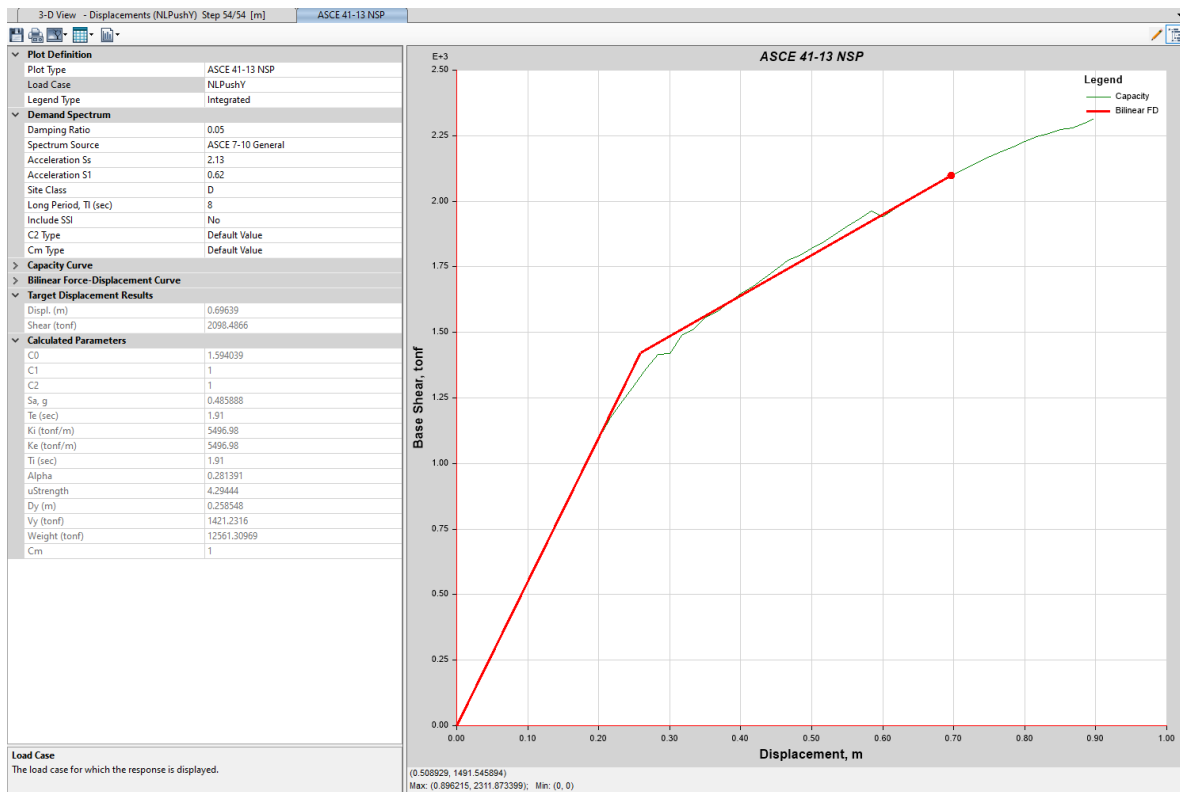 3-D View - Displacements (NLPushY) Step 54/54 [m]
ASCE 41-13 NSP
Plot Definition
Plot Type ASCE 41-13 NSP
Load Case NLPushY
Legend Type Integrated
Demand Spectrum
Damping Ratio 0.05
Spectrum Source ASCE 7-10 General
Acceleration Ss 2.13
Acceleration S1 0.62
Site Class D
Long Period, Tl (sec) 8
Include SSI No
C2 Type Default Value
Cm Type Default Value
Capacity Curve
Bilinear Force-Displacement Curve
Target Displacement Results
Displ. (m) 0.69639
Shear (tonf) 2098.4866
Calculated Parameters
C0 1.594039
C1 1
C2 1
Sa, g 0.485888
Te (sec) 1.91
Ki (tonf/m) 5496.98
Ke (tonf/m) 5496.98
Ti (sec) 1.91
Alpha 0.281391
uStrength 4.29444
Dy (m) 0.258548
Vy (tonf) 1421.2316
Weight (tonf) 12561.30969
Cm 1
Load Case
The load case for which the response is displayed.
ASCE 41-13 NSP
E+3
2.50
2.25
2.00
1.75
1.50
1.25
1.00
0.75
0.50
0.25
0.00
Base Shear, tonf
Legend
Capacity
Bilinear FD
0.00 0.10 0.20 0.30 0.40 0.50 0.60 0.70 0.80 0.90 1.00
Displacement, m
(0.508929, 1491.545894)
Max: (0.896215, 2311.873399); Min: (0, 0)